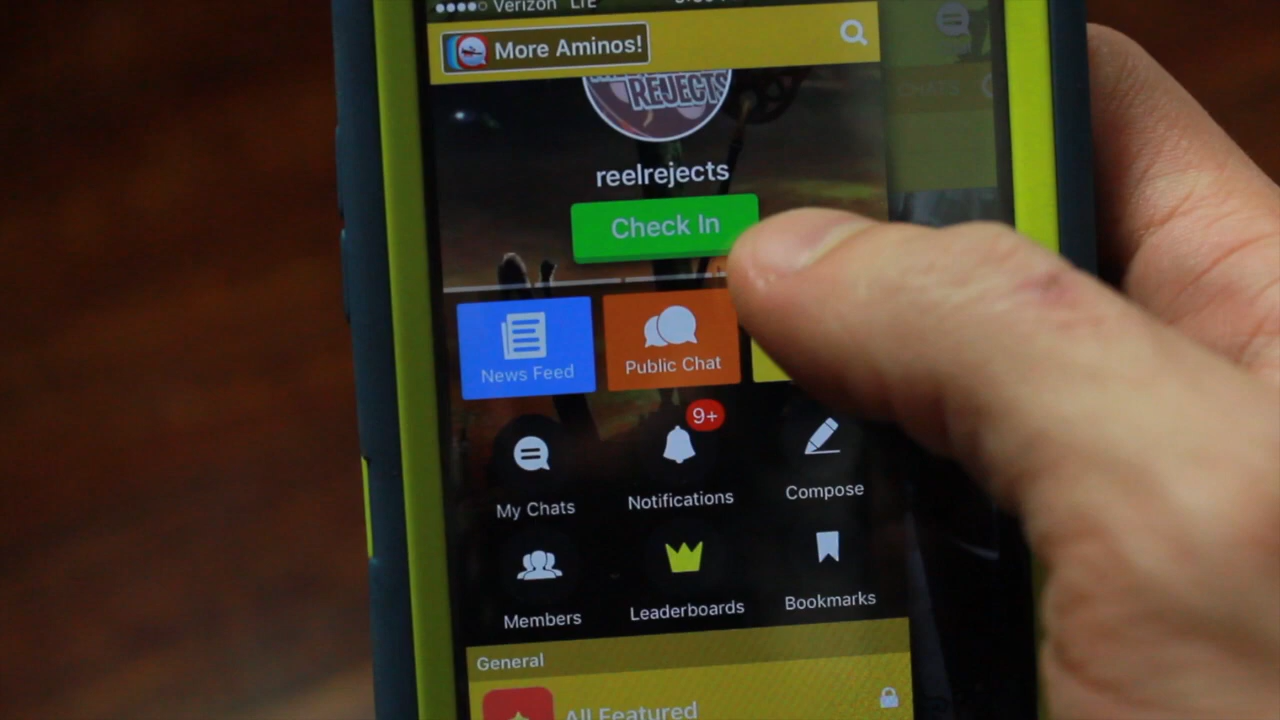 Verizon LTE
More Aminos!
REJECTS
reelrejects
Check In
CHATS
News Feed
Public Chat
9+
My Chats
Notifications
Compose
Members
Leaderboards
Bookmarks
General
All Featured